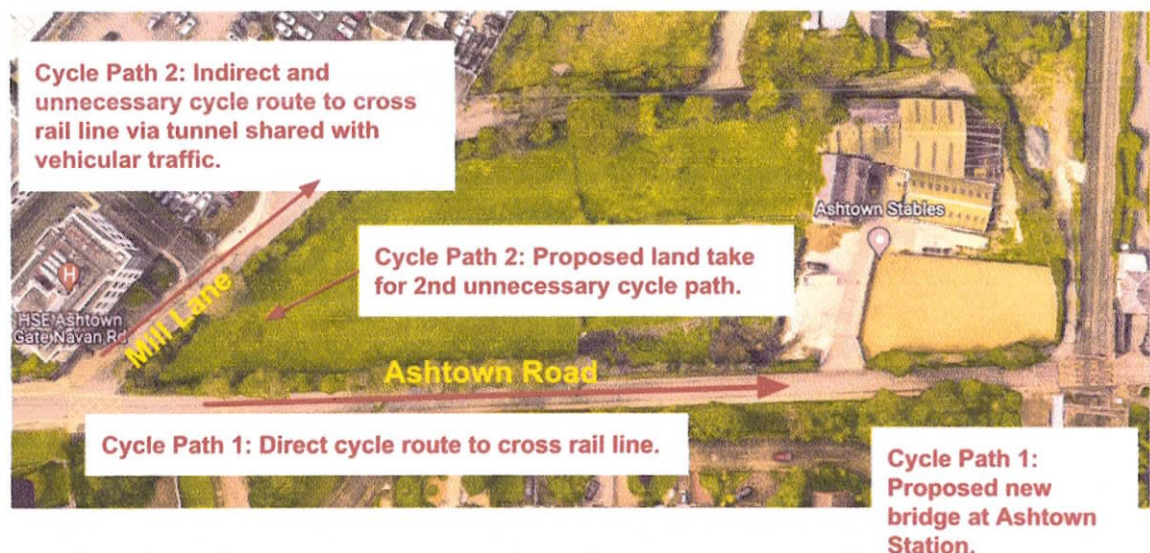 Cycle Path 2: Indirect and
unnecessary cycle route to cross
rail line via tunnel shared with
vehicular traffic.
Ashtown Stables
Cycle Path 2: Proposed land take
for 2nd unnecessary cycle path.
H
HSE Ashtown
Gate Navan Rd
Mill Lane
Ashtown Road
Cycle Path 1: Direct cycle route to cross rail line.
Cycle Path 1:
Proposed new
bridge at Ashtown
Station.